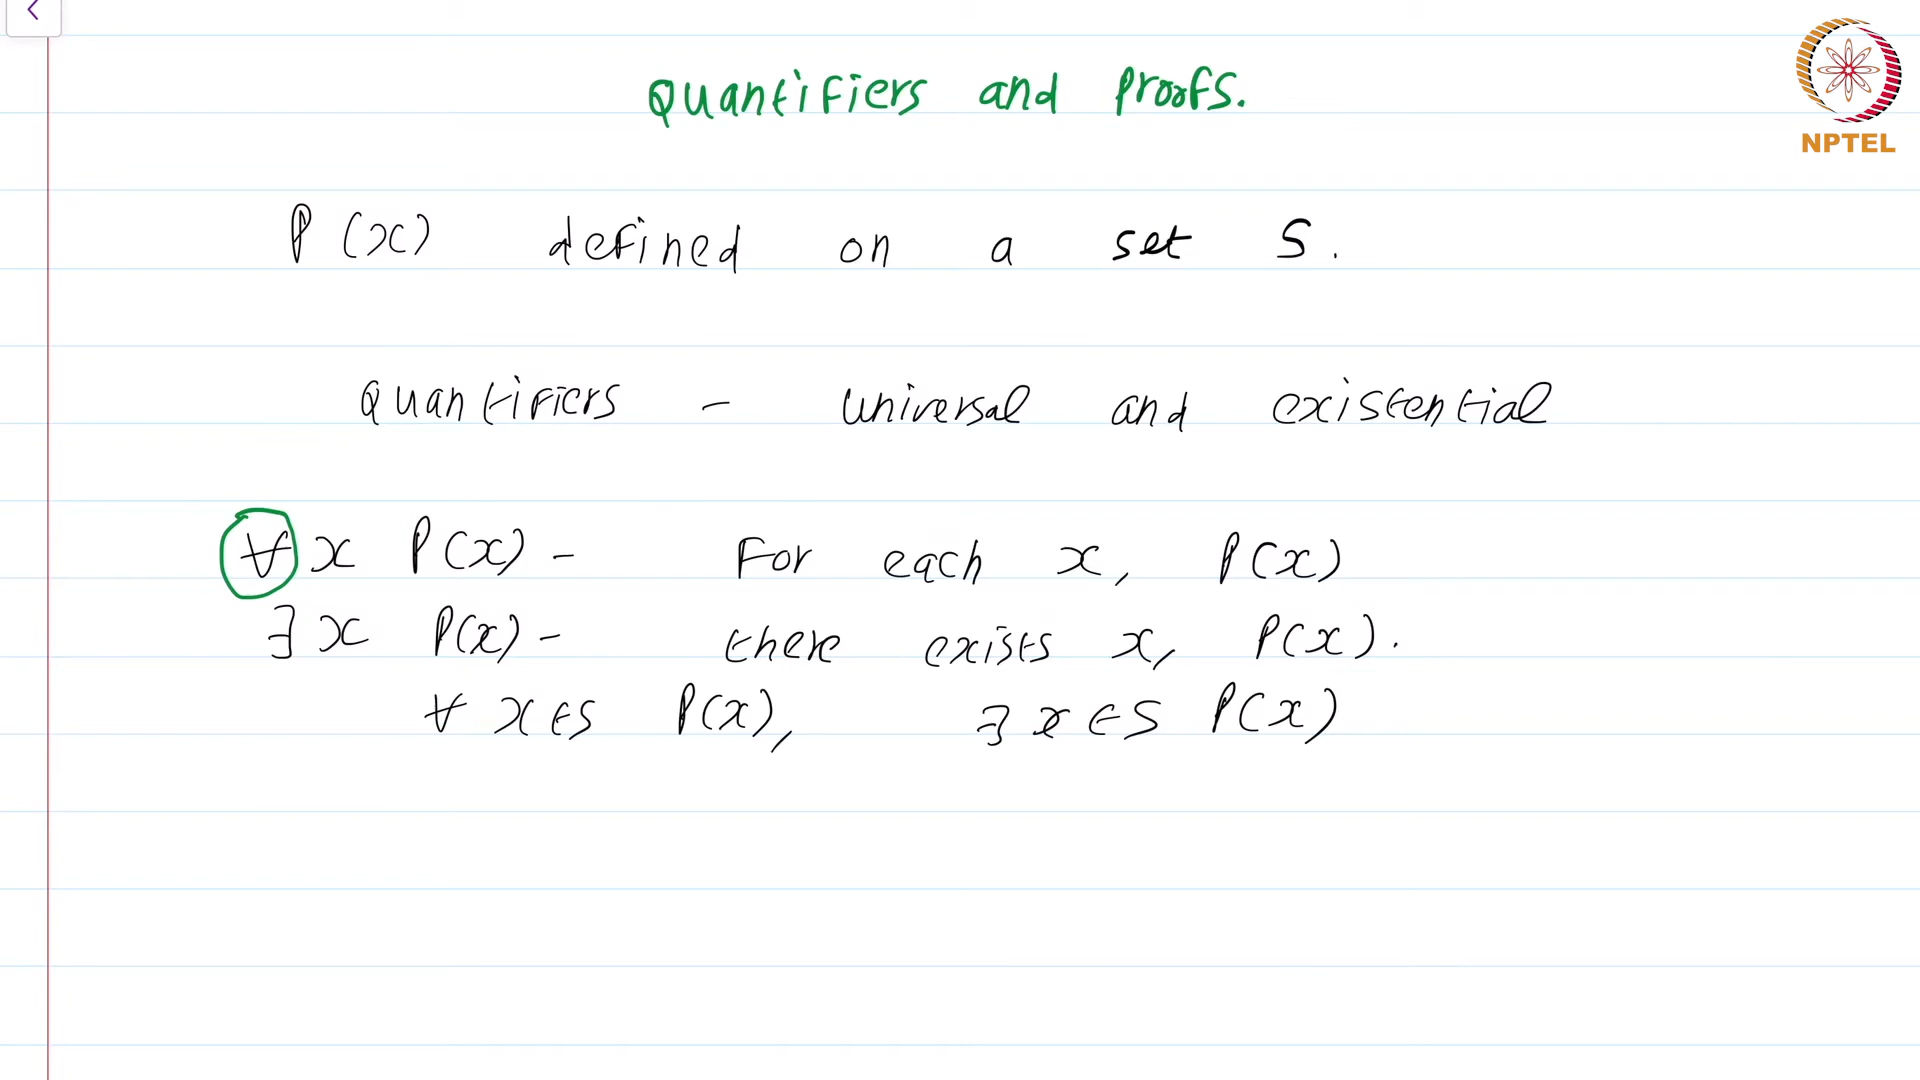 Quantifiers and Proofs.
NPTEL
P(x) defined on a set S.
Quantifiers - Universal and existential
∀ x P(x) - For each x, P(x)
∃ x P(x) - there exists x, P(x).
∀ x ∈ S P(x), ∃ x ∈ S P(x)